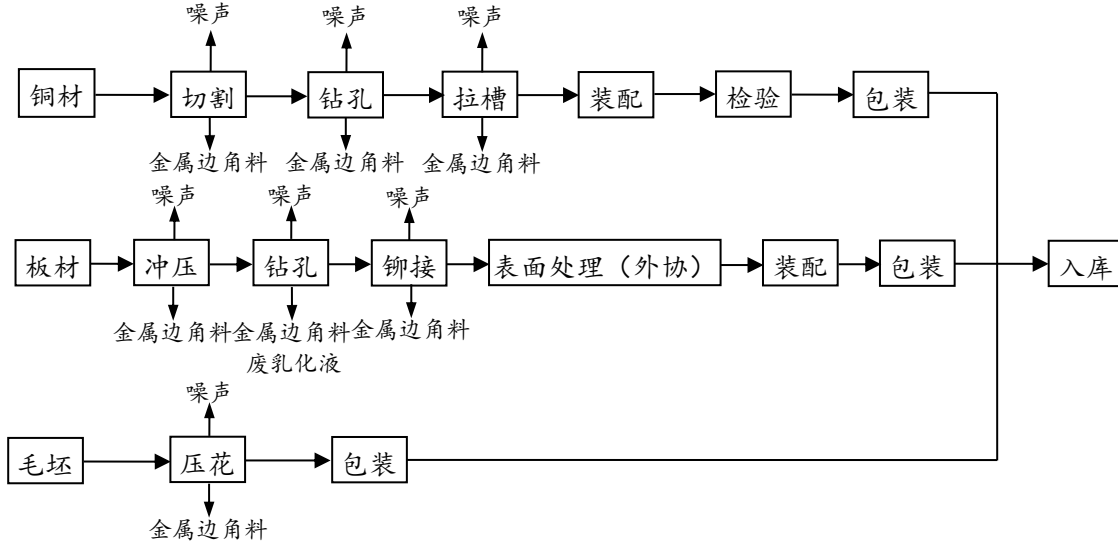 噪声 噪声 噪声
铜材 切割 钻孔 拉槽 装配 检验 包装
金属边角料 金属边角料 金属边角料
噪声 噪声 噪声
板材 冲压 钻孔 铆接 表面处理（外协） 装配 包装 入库
金属边角料 金属边角料 金属边角料
废乳化液
噪声
毛坯 压花 包装
金属边角料